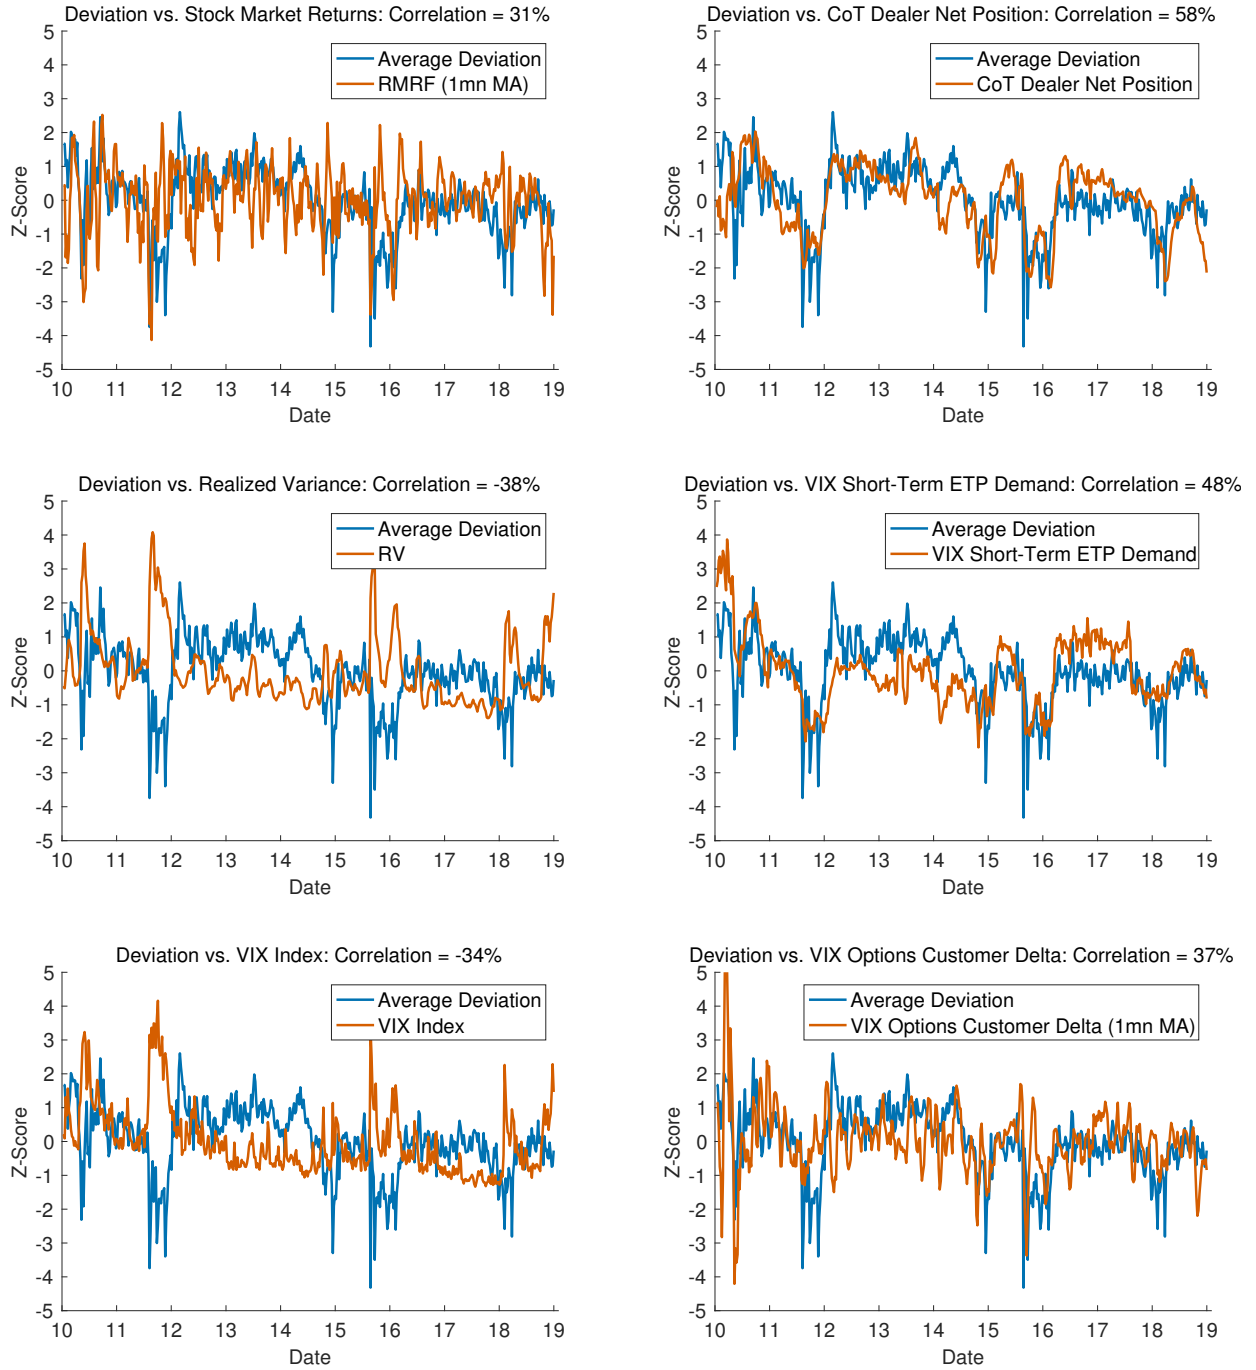 Deviation vs. Stock Market Returns: Correlation = 31%
5
4
3
2
1
0
-1
-2
-3
-4
-5
Z-Score
Average Deviation
RMRF (1mn MA)
10 11 12 13 14 15 16 17 18 19
Date
Deviation vs. CoT Dealer Net Position: Correlation = 58%
5
4
3
2
1
0
-1
-2
-3
-4
-5
Z-Score
Average Deviation
CoT Dealer Net Position
10 11 12 13 14 15 16 17 18 19
Date
Deviation vs. Realized Variance: Correlation = -38%
5
4
3
2
1
0
-1
-2
-3
-4
-5
Z-Score
Average Deviation
RV
10 11 12 13 14 15 16 17 18 19
Date
Deviation vs. VIX Short-Term ETP Demand: Correlation = 48%
5
4
3
2
1
0
-1
-2
-3
-4
-5
Z-Score
Average Deviation
VIX Short-Term ETP Demand
10 11 12 13 14 15 16 17 18 19
Date
Deviation vs. VIX Index: Correlation = -34%
5
4
3
2
1
0
-1
-2
-3
-4
-5
Z-Score
Average Deviation
VIX Index
10 11 12 13 14 15 16 17 18 19
Date
Deviation vs. VIX Options Customer Delta: Correlation = 37%
5
4
3
2
1
0
-1
-2
-3
-4
-5
Z-Score
Average Deviation
VIX Options Customer Delta (1mn MA)
10 11 12 13 14 15 16 17 18 19
Date